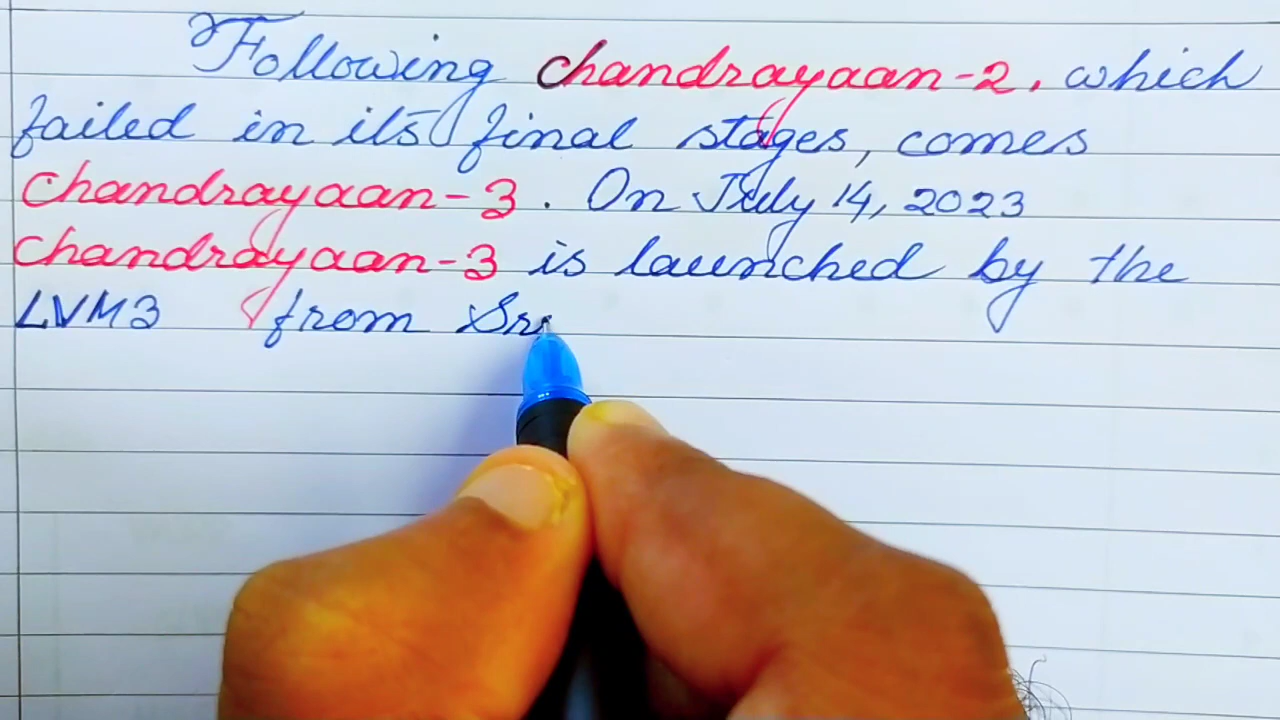 Following Chandrayaan-2, which
failed in its final stages, comes
Chandrayaan-3. On July 14, 2023
Chandrayaan-3 is launched by the
LVM3 from Sri